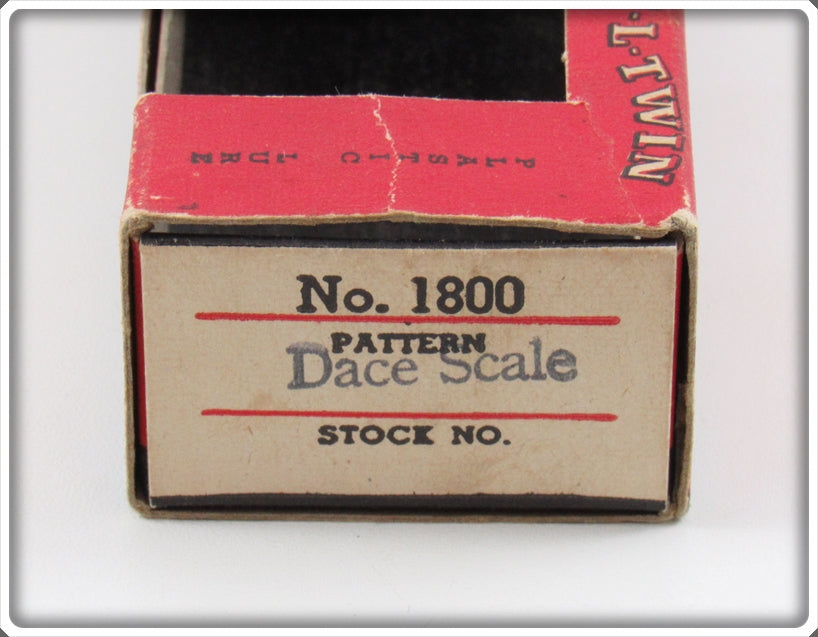 ·L·TWIN
PLASTIC LURE
No. 1800
PATTERN
Dace Scale
STOCK NO.